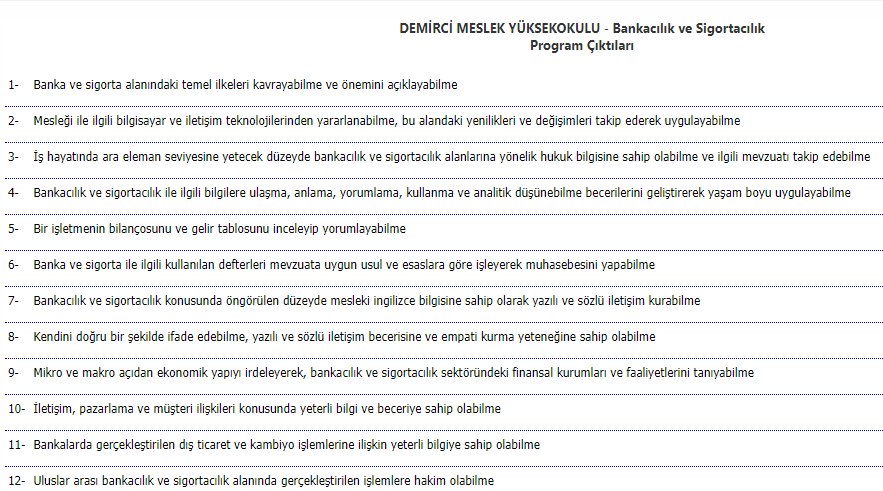 DEMİRCİ MESLEK YÜKSEKOKULU - Bankacılık ve Sigortacılık
Program Çıktıları
1- Banka ve sigorta alanındaki temel ilkeleri kavrayabilme ve önemini açıklayabilme
2- Mesleği ile ilgili bilgisayar ve iletişim teknolojilerinden yararlanabilme, bu alandaki yenilikleri ve değişimleri takip ederek uygulayabilme
3- İş hayatında ara eleman seviyesine yetecek düzeyde bankacılık ve sigortacılık alanlarına yönelik hukuk bilgisine sahip olabilme ve ilgili mevzuatı takip edebilme
4- Bankacılık ve sigortacılık ile ilgili bilgilere ulaşma, anlama, yorumlama, kullanma ve analitik düşünebilme becerilerini geliştirerek yaşam boyu uygulayabilme
5- Bir işletmenin bilançosunu ve gelir tablosunu inceleyip yorumlayabilme
6- Banka ve sigorta ile ilgili kullanılan defterleri mevzuata uygun usul ve esaslara göre işleyerek muhasebesini yapabilme
7- Bankacılık ve sigortacılık konusunda öngörülen düzeyde mesleki ingilizce bilgisine sahip olarak yazılı ve sözlü iletişim kurabilme
8- Kendini doğru bir şekilde ifade edebilme, yazılı ve sözlü iletişim becerisine ve empati kurma yeteneğine sahip olabilme
9- Mikro ve makro açıdan ekonomik yapıyı irdeleyerek, bankacılık ve sigortacılık sektöründeki finansal kurumları ve faaliyetlerini tanıyabilme
10- İletişim, pazarlama ve müşteri ilişkileri konusunda yeterli bilgi ve beceriye sahip olabilme
11- Bankalarda gerçekleştirilen dış ticaret ve kambiyo işlemlerine ilişkin yeterli bilgiye sahip olabilme
12- Uluslar arası bankacılık ve sigortacılık alanında gerçekleştirilen işlemlere hakim olabilme